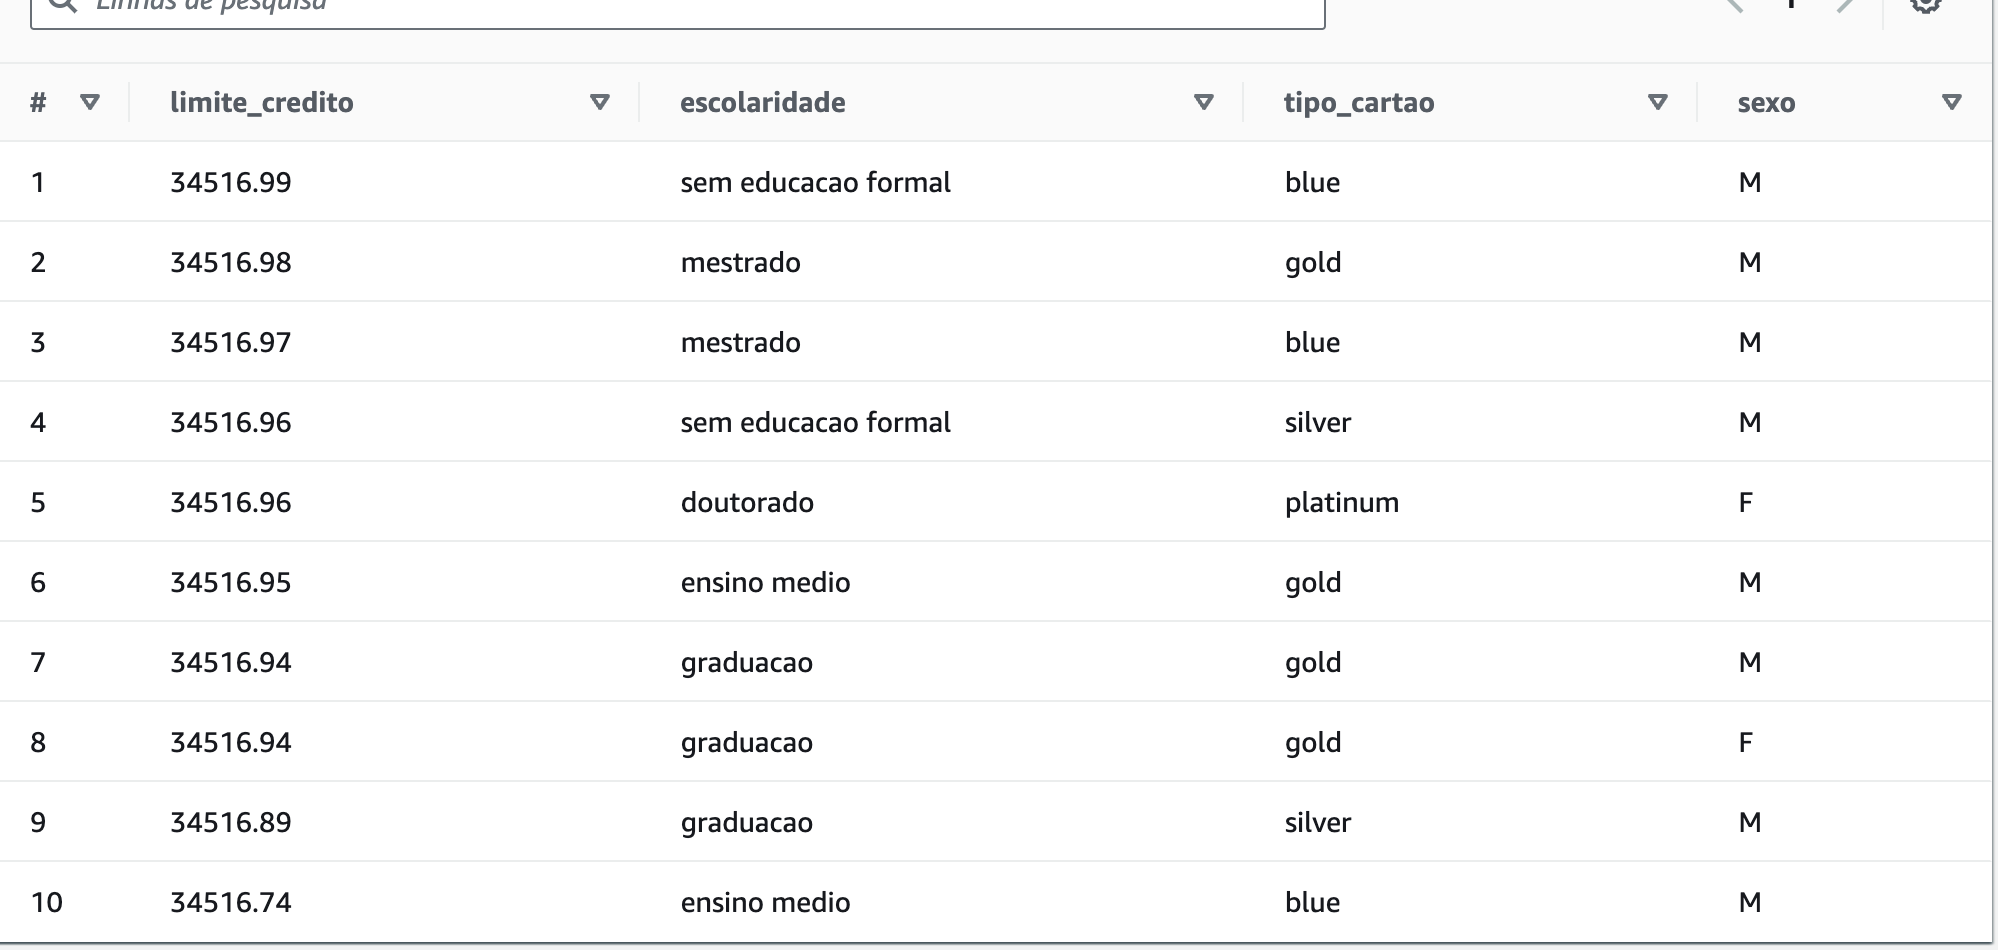 Linhas de pesquisa 1
# limite_credito escolaridade tipo_cartao sexo
1 34516.99 sem educacao formal blue M
2 34516.98 mestrado gold M
3 34516.97 mestrado blue M
4 34516.96 sem educacao formal silver M
5 34516.96 doutorado platinum F
6 34516.95 ensino medio gold M
7 34516.94 graduacao gold M
8 34516.94 graduacao gold F
9 34516.89 graduacao silver M
10 34516.74 ensino medio blue M